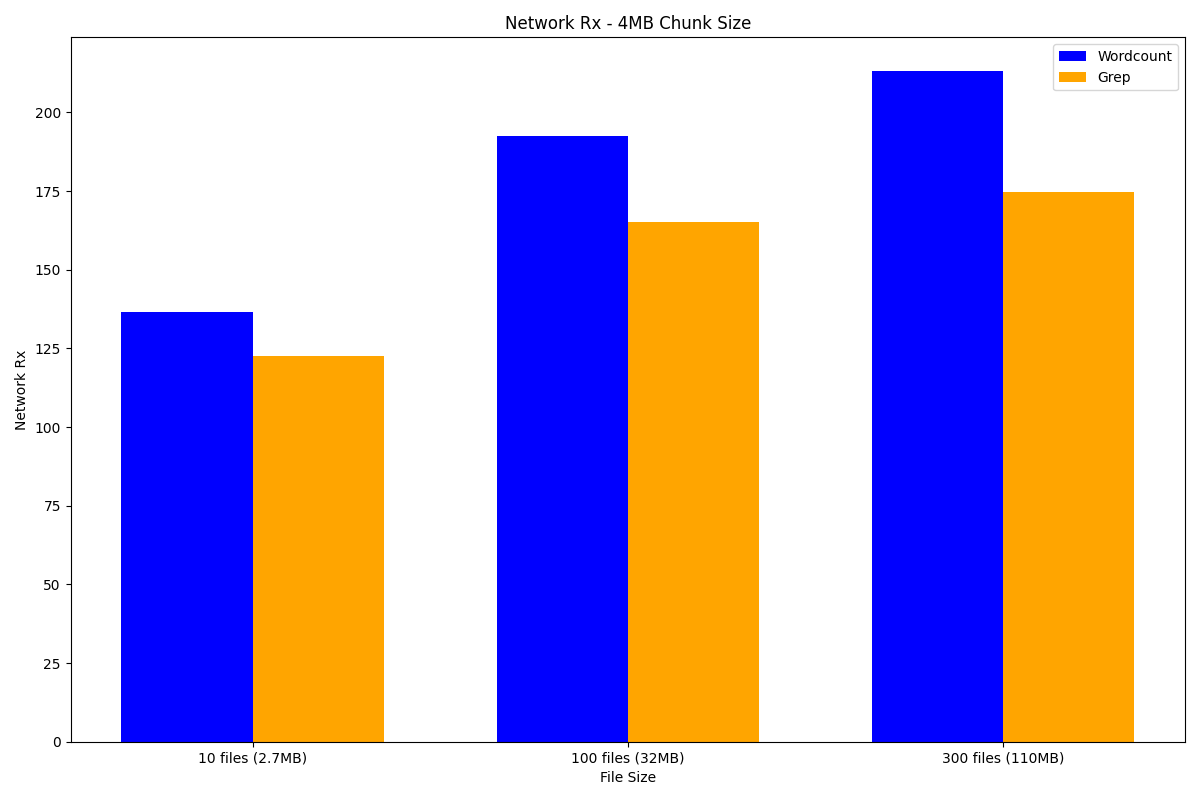 Network Rx - 4MB Chunk Size
Wordcount
Grep
200
175
150
125
100
75
50
25
0
Network Rx
10 files (2.7MB)
100 files (32MB)
300 files (110MB)
File Size